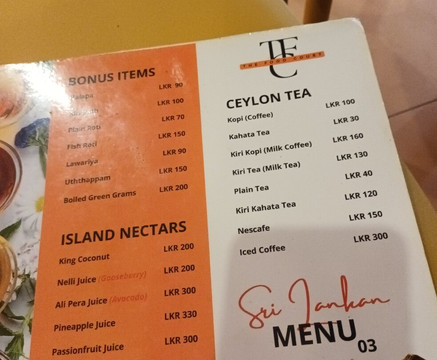 TFC
THE FOOD COURT
BONUS ITEMS
LKR 90
LKR 100
Plain Roti LKR 70
Fish Roti LKR 150
Lawariya LKR 90
Uththappam LKR 150
Boiled Green Grams LKR 200
ISLAND NECTARS
King Coconut LKR 200
Nelli Juice (Gooseberry) LKR 200
Ali Pera Juice (Avocado) LKR 300
Pineapple Juice LKR 330
Passionfruit Juice LKR 300
CEYLON TEA
Kopi (Coffee) LKR 100
Kahata Tea LKR 30
Kiri Kopi (Milk Coffee) LKR 160
Kiri Tea (Milk Tea) LKR 130
Plain Tea LKR 40
Kiri Kahata Tea LKR 120
Nescafe LKR 150
Iced Coffee LKR 300
Sri Lankan
MENU
03